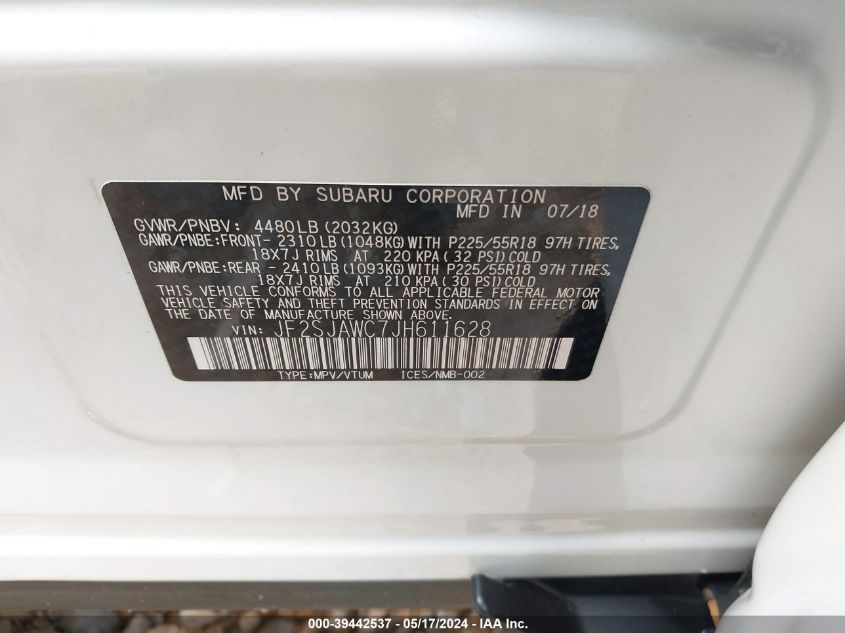 MFD BY SUBARU CORPORATION
MFD IN 07/18
GVWR/PNBV: 4480LB (2032KG)
GAWR/PNBE:FRONT- 2310LB(1048KG)WITH P225/55R18 97H TIRES,
18X7J RIMS AT 220 KPA ( 32 PSI) COLD
GAWR/PNBE:REAR - 2410LB(1093KG)WITH P225/55R18 97H TIRES,
18X7J RIMS AT 210 KPA ( 30 PSI) COLD
THIS VEHICLE CONFORMS TO ALL APPLICABLE FEDERAL MOTOR
VEHICLE SAFETY AND THEFT PREVENTION STANDARDS IN EFFECT ON
THE DATE OF MANUFACTURE SHOWN ABOVE.
VIN: JF2SJAWC7JH611628
TYPE:MPV/VTUM ICES/NMB-002
000-39442537 - 05/17/2024 - IAA Inc.